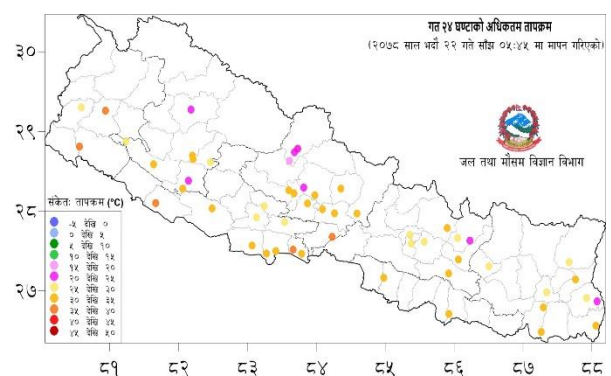 गत २४ घण्टाको अधिकतम तापक्रम
(२०७८ साल भदौ २२ गते साँझ ०५:४५ मा मापन गरिएको)
जल तथा मौसम विज्ञान विभाग
३०
२९
२८
२७
संकेत: तापक्रम (°C)
-५ देखि ०
० देखि ५
५ देखि १०
१० देखि १५
१५ देखि २०
२० देखि २५
२५ देखि ३०
३० देखि ३५
३५ देखि ४०
४० देखि ४५
४५ देखि ५०
८१ ८२ ८३ ८४ ८५ ८६ ८७ ८८